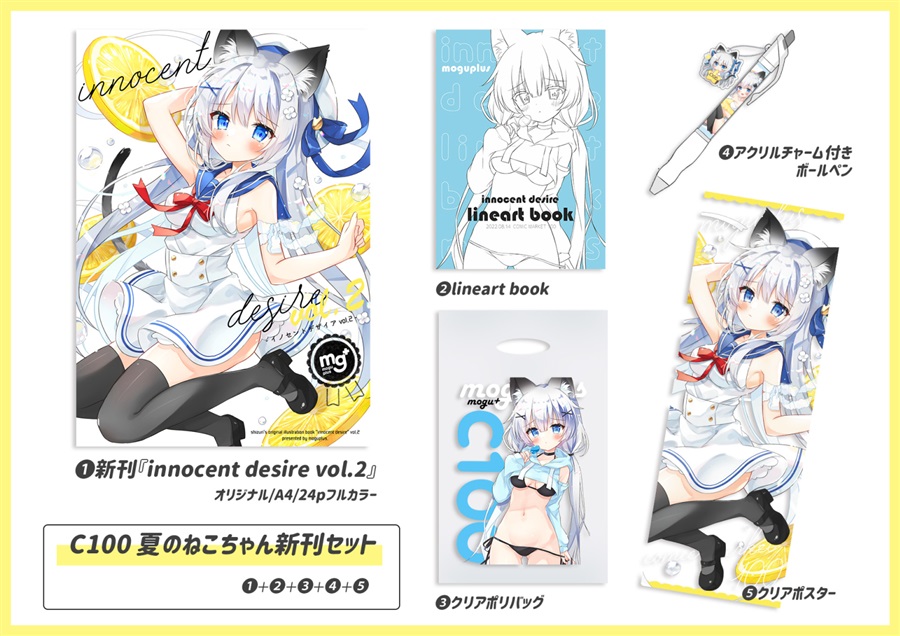 innocent
desire
vol. 2
『イノセントデザイア vol.2』
mg+
mogu
plus
shouri's original illustration book "innocent desire" vol.2
presented by moguplus.
❶新刊『innocent desire vol.2』
オリジナル/A4/24pフルカラー
C100 夏のねこちゃん新刊セット
❶+❷+❸+❹+❺
moguplus
innocent desire
lineart book
2022.08.14 COMIC MARKET 100
❷lineart book
moguplus
mogu+
C100
❸クリアポリバッグ
❹アクリルチャーム付き
ボールペン
❺クリアポスター